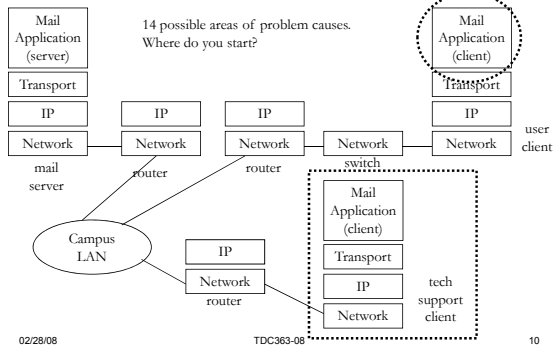 14 possible areas of problem causes.
Where do you start?
Mail
Application
(server)
Transport
IP
Network
mail
server
IP
Network
router
IP
Network
router
Network
switch
Mail
Application
(client)
Transport
IP
Network
user
client
Campus
LAN
IP
Network
router
Mail
Application
(client)
Transport
IP
Network
tech
support
client
02/28/08
TDC363-08
10